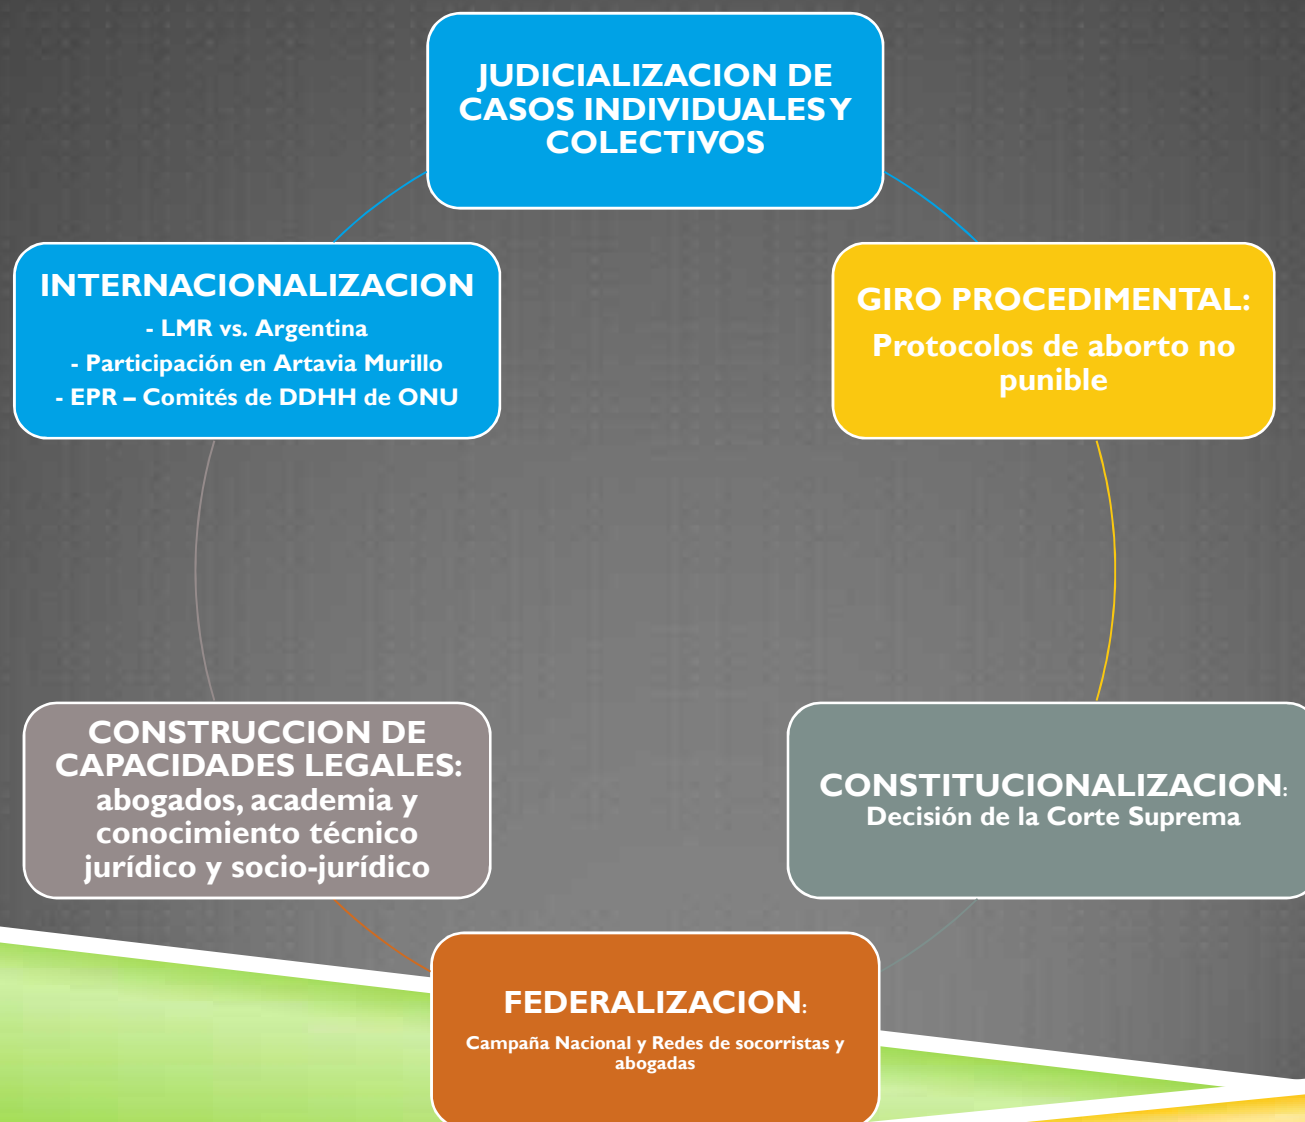 JUDICIALIZACION DE
CASOS INDIVIDUALES Y
COLECTIVOS
INTERNACIONALIZACION
- LMR vs. Argentina
- Participación en Artavia Murillo
- EPR – Comités de DDHH de ONU
GIRO PROCEDIMENTAL:
Protocolos de aborto no
punible
CONSTRUCCION DE
CAPACIDADES LEGALES:
abogados, academia y
conocimiento técnico
jurídico y socio-jurídico
CONSTITUCIONALIZACION:
Decisión de la Corte Suprema
FEDERALIZACION:
Campaña Nacional y Redes de socorristas y
abogadas